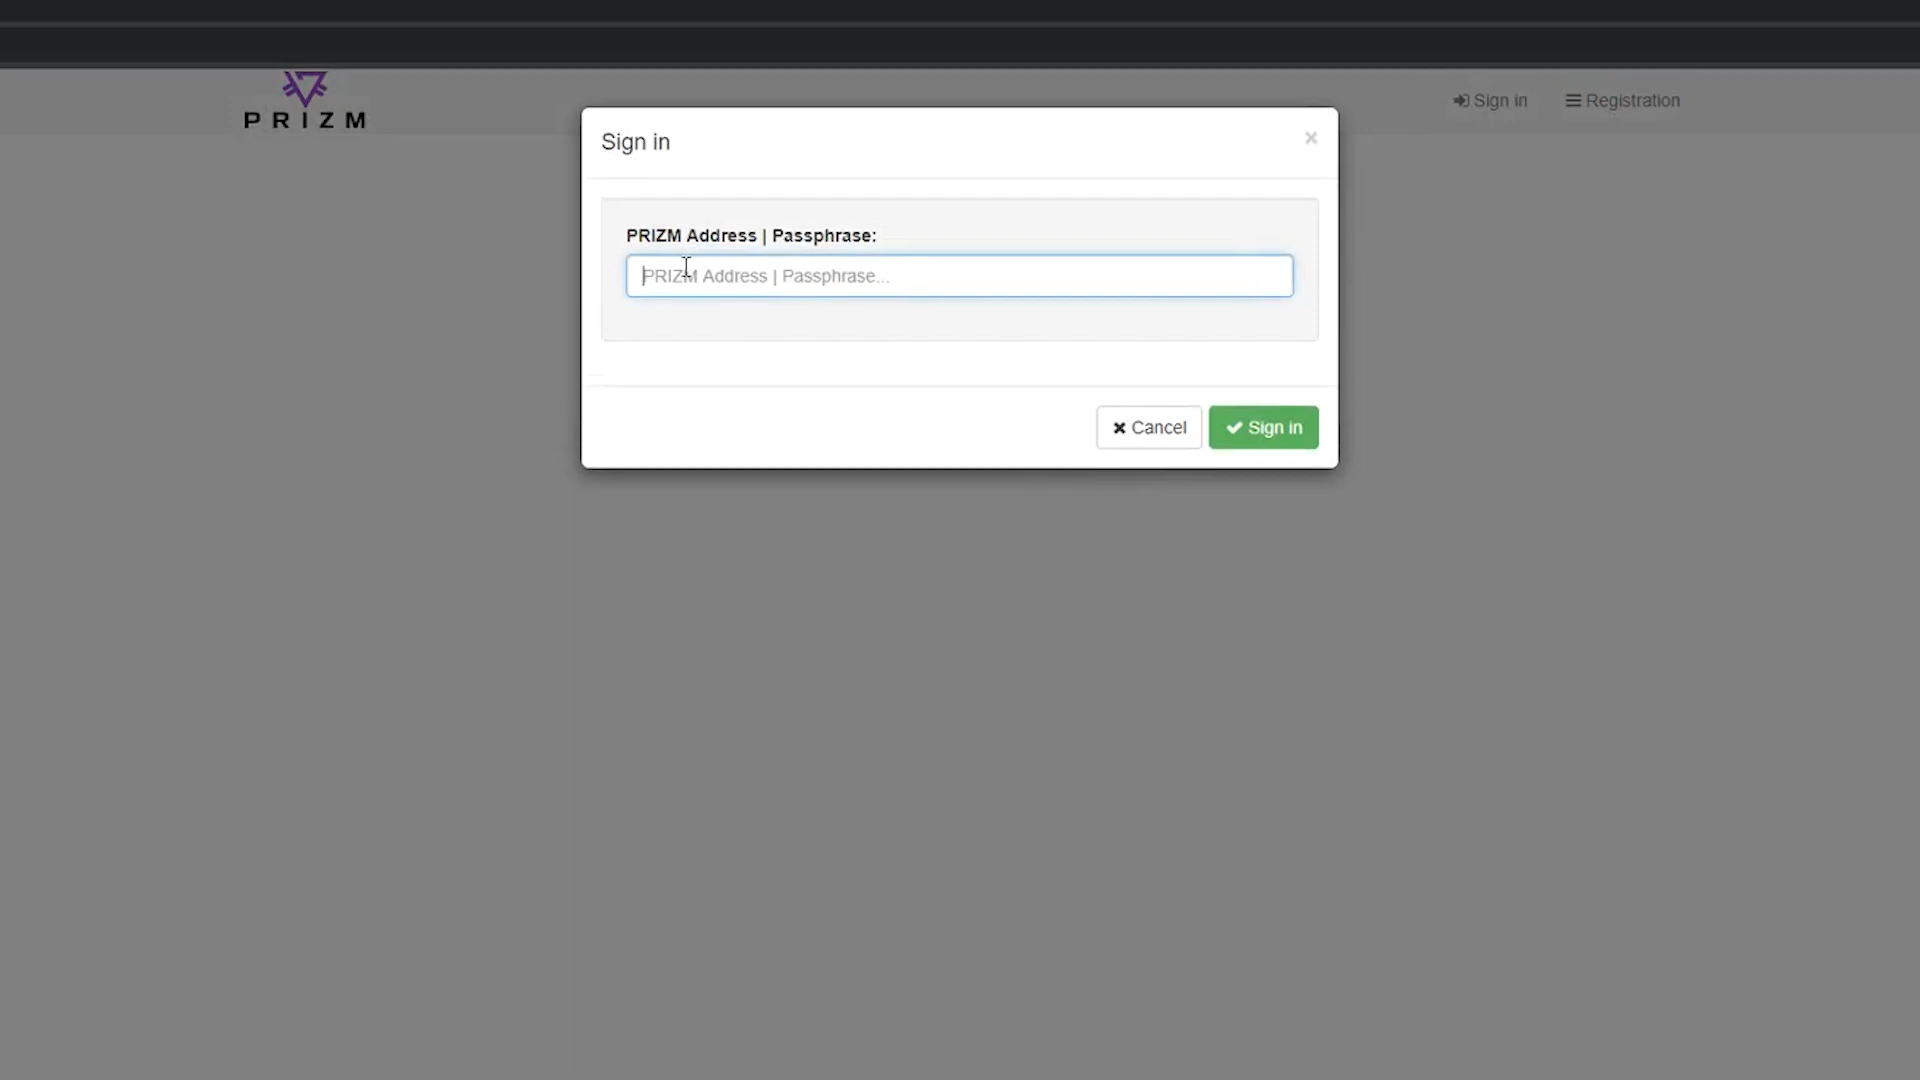 PRIZM
Sign in
Registration
Sign in
×
PRIZM Address | Passphrase:
PRIZM Address | Passphrase...
Cancel
Sign in